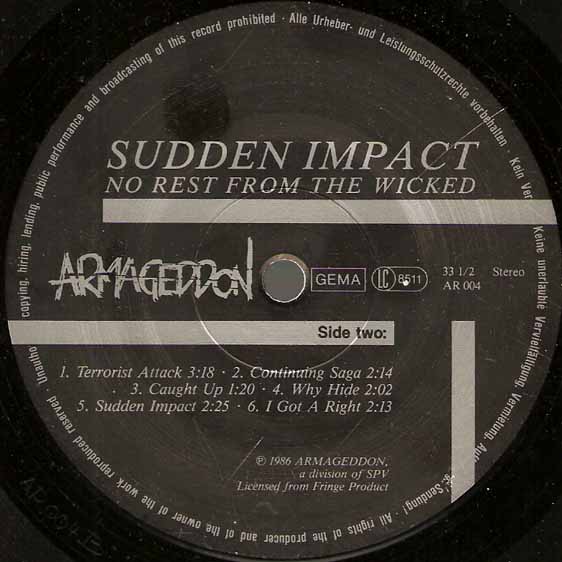 SUDDEN IMPACT
NO REST FROM THE WICKED
ARMAGEDDON
GEMA
LC 8511
33 1/2 Stereo
AR 004
Side two:
1. Terrorist Attack 3:18 · 2. Continuing Saga 2:14
3. Caught Up 1:20 · 4. Why Hide 2:02
5. Sudden Impact 2:25 · 6. I Got A Right 2:13
℗ 1986 ARMAGEDDON,
a division of SPV
Licensed from Fringe Product
All rights of the producer and of the owner of the work reproduced reserved Unautho copying, hiring, lending, public performance and broadcasting of this record prohibited · Alle Urheber- und Leistungsschutzrechte vorbehalten · Kein Ver Keine unerlaubte Vervielfältigung, Vermietung, Sendung!